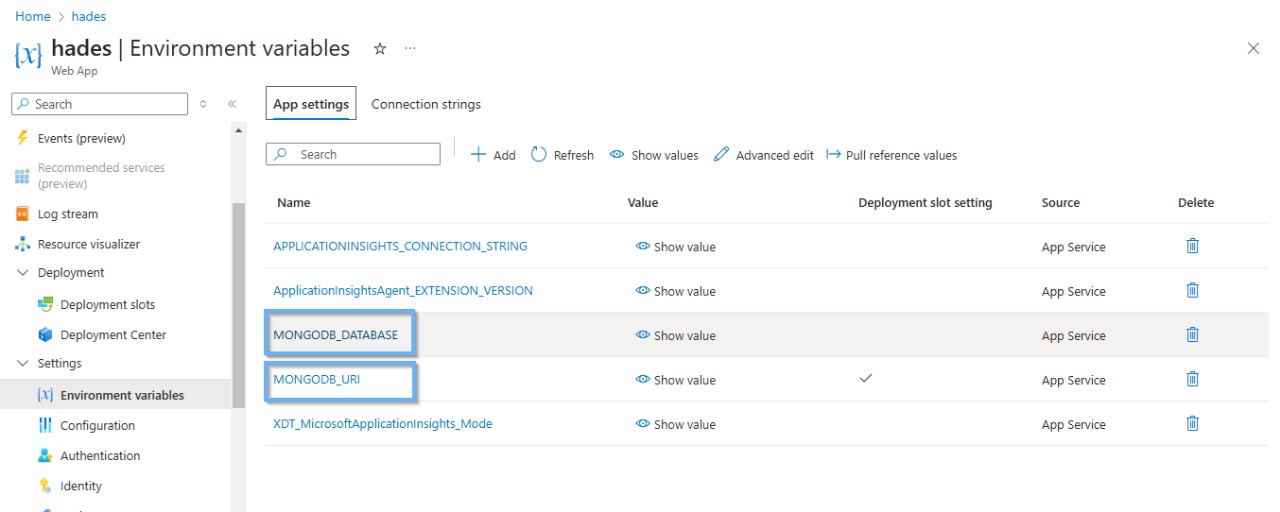 Home > hades
{x} hades | Environment variables ☆ ...
Web App
Search
Events (preview)
Recommended services
(preview)
Log stream
Resource visualizer
Deployment
Deployment slots
Deployment Center
Settings
{x} Environment variables
Configuration
Authentication
Identity
App settings Connection strings
Search Add Refresh Show values Advanced edit Pull reference values
Name Value Deployment slot setting Source Delete
APPLICATIONINSIGHTS_CONNECTION_STRING Show value App Service
ApplicationInsightsAgent_EXTENSION_VERSION Show value App Service
MONGODB_DATABASE Show value App Service
MONGODB_URI Show value ✓ App Service
XDT_MicrosoftApplicationInsights_Mode Show value App Service